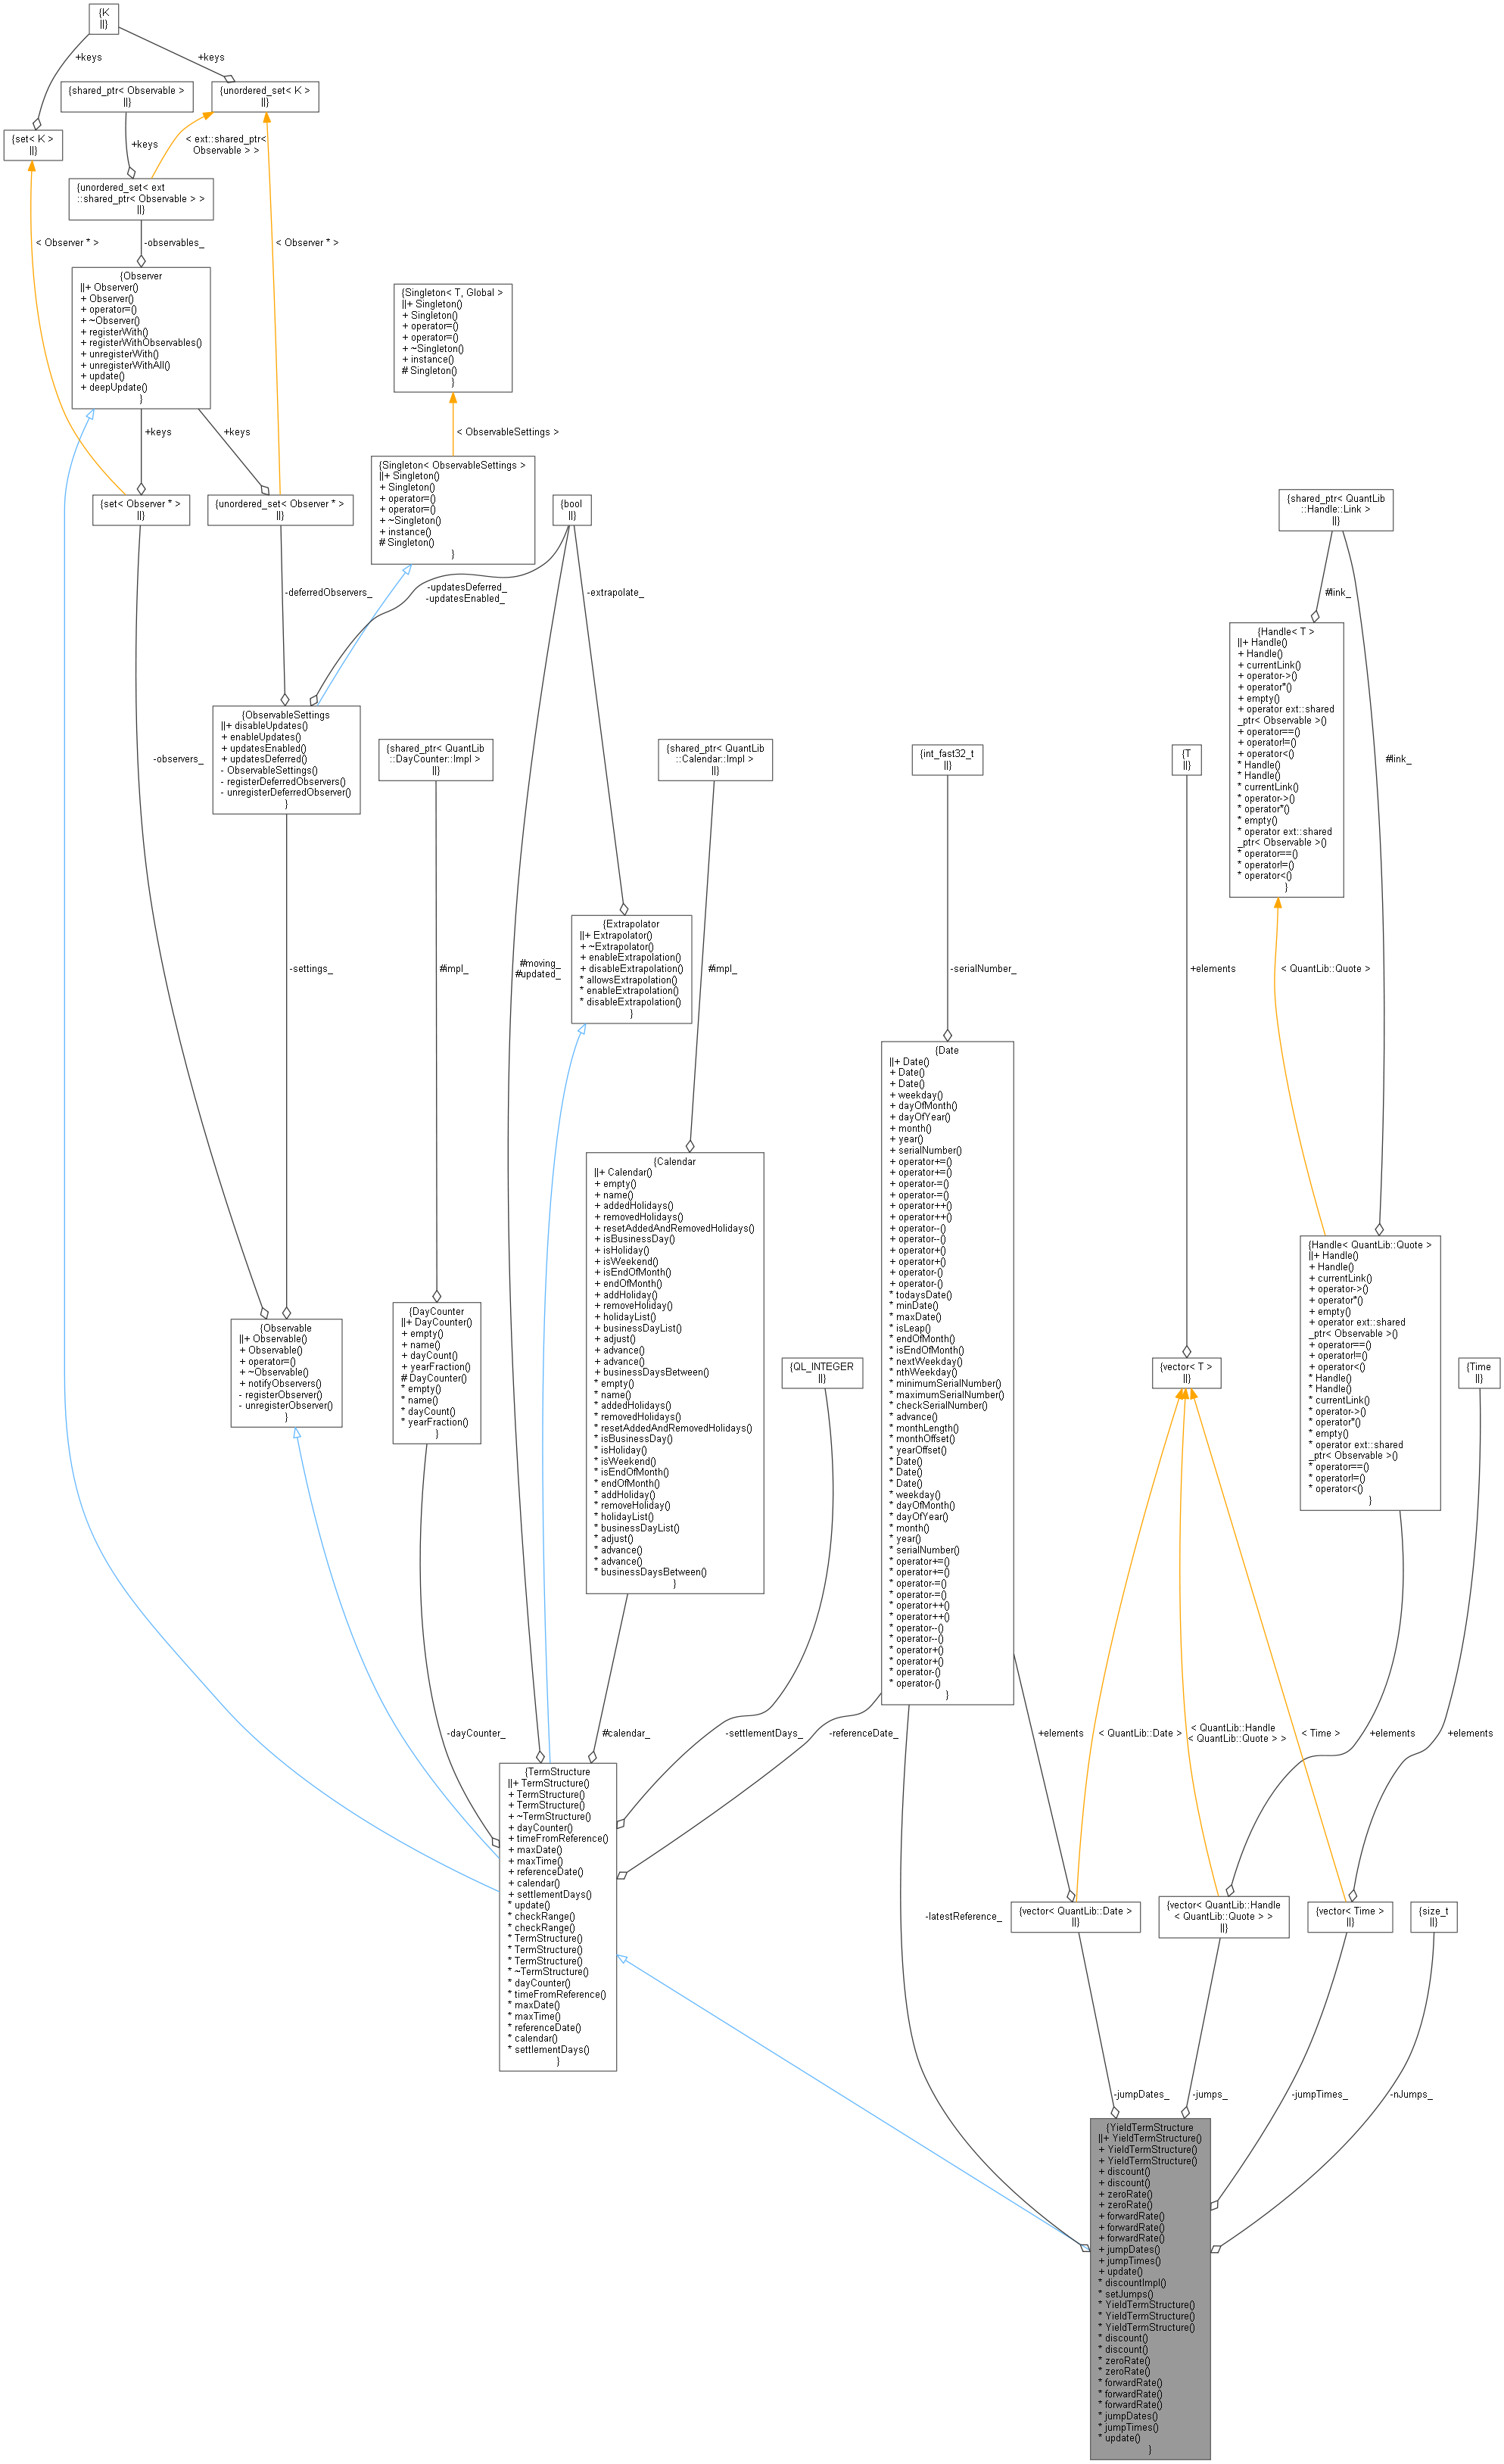 {K
||}
+keys
+keys
{shared_ptr< Observable >
||}
{unordered_set< K >
||}
{set< K >
||}
+keys
< ext::shared_ptr<
Observable > >
{unordered_set< ext
::shared_ptr< Observable > >
||}
< Observer * >
-observables_
< Observer * >
{Observer
||+ Observer()
+ Observer()
+ operator=()
+ ~Observer()
+ registerWith()
+ registerWithObservables()
+ unregisterWith()
+ unregisterWithAll()
+ update()
+ deepUpdate()
}
{Singleton< T, Global >
||+ Singleton()
+ Singleton()
+ operator=()
+ operator=()
+ ~Singleton()
+ instance()
# Singleton()
}
+keys
+keys
< ObservableSettings >
{Singleton< ObservableSettings >
||+ Singleton()
+ Singleton()
+ operator=()
+ operator=()
+ ~Singleton()
+ instance()
# Singleton()
}
{set< Observer * >
||}
{unordered_set< Observer * >
||}
{bool
||}
{shared_ptr< QuantLib
::Handle::Link >
||}
-deferredObservers_
-updatesDeferred_
-updatesEnabled_
-extrapolate_
#link_
{Handle< T >
||+ Handle()
+ Handle()
+ currentLink()
+ operator->()
+ operator*()
+ empty()
+ operator ext::shared
_ptr< Observable >()
+ operator==()
+ operator!=()
+ operator<()
* Handle()
* Handle()
* currentLink()
* operator->()
* operator*()
* empty()
* operator ext::shared
_ptr< Observable >()
* operator==()
* operator!=()
* operator<()
}
{ObservableSettings
||+ disableUpdates()
+ enableUpdates()
+ updatesEnabled()
+ updatesDeferred()
- ObservableSettings()
- registerDeferredObservers()
- unregisterDeferredObserver()
}
-observers_
{shared_ptr< QuantLib
::DayCounter::Impl >
||}
{shared_ptr< QuantLib
::Calendar::Impl >
||}
{int_fast32_t
||}
{T
||}
#link_
{Extrapolator
||+ Extrapolator()
+ ~Extrapolator()
+ enableExtrapolation()
+ disableExtrapolation()
* allowsExtrapolation()
* enableExtrapolation()
* disableExtrapolation()
}
-settings_
#impl_
#moving_
#updated_
#impl_
-serialNumber_
+elements
< QuantLib::Quote >
{Date
||+ Date()
+ Date()
+ Date()
+ weekday()
+ dayOfMonth()
+ dayOfYear()
+ month()
+ year()
+ serialNumber()
+ operator+=()
+ operator+=()
+ operator-=()
+ operator-=()
+ operator++()
+ operator++()
+ operator--()
+ operator--()
+ operator+()
+ operator+()
+ operator-()
+ operator-()
* todaysDate()
* minDate()
* maxDate()
* isLeap()
* endOfMonth()
* isEndOfMonth()
* nextWeekday()
* nthWeekday()
* minimumSerialNumber()
* maximumSerialNumber()
* checkSerialNumber()
* advance()
* monthLength()
* monthOffset()
* yearOffset()
* Date()
* Date()
* Date()
* weekday()
* dayOfMonth()
* dayOfYear()
* month()
* year()
* serialNumber()
* operator+=()
* operator+=()
* operator-=()
* operator-=()
* operator++()
* operator++()
* operator--()
* operator--()
* operator+()
* operator+()
* operator-()
* operator-()
}
{Calendar
||+ Calendar()
+ empty()
+ name()
+ addedHolidays()
+ removedHolidays()
+ resetAddedAndRemovedHolidays()
+ isBusinessDay()
+ isHoliday()
+ isWeekend()
+ isEndOfMonth()
+ endOfMonth()
+ addHoliday()
+ removeHoliday()
+ holidayList()
+ businessDayList()
+ adjust()
+ advance()
+ advance()
+ businessDaysBetween()
* empty()
* name()
* addedHolidays()
* removedHolidays()
* resetAddedAndRemovedHolidays()
* isBusinessDay()
* isHoliday()
* isWeekend()
* isEndOfMonth()
* endOfMonth()
* addHoliday()
* removeHoliday()
* holidayList()
* businessDayList()
* adjust()
* advance()
* advance()
* businessDaysBetween()
}
{Handle< QuantLib::Quote >
||+ Handle()
+ Handle()
+ currentLink()
+ operator->()
+ operator*()
+ empty()
+ operator ext::shared
_ptr< Observable >()
+ operator==()
+ operator!=()
+ operator<()
* Handle()
* Handle()
* currentLink()
* operator->()
* operator*()
* empty()
* operator ext::shared
_ptr< Observable >()
* operator==()
* operator!=()
* operator<()
}
{Observable
||+ Observable()
+ Observable()
+ operator=()
+ ~Observable()
+ notifyObservers()
- registerObserver()
- unregisterObserver()
}
{DayCounter
||+ DayCounter()
+ empty()
+ name()
+ dayCount()
+ yearFraction()
# DayCounter()
* empty()
* name()
* dayCount()
* yearFraction()
}
{QL_INTEGER
||}
{vector< T >
||}
{Time
||}
-dayCounter_
#calendar_
-settlementDays_
-referenceDate_
+elements
< QuantLib::Date >
< QuantLib::Handle
< QuantLib::Quote > >
< Time >
+elements
+elements
{TermStructure
||+ TermStructure()
+ TermStructure()
+ TermStructure()
+ ~TermStructure()
+ dayCounter()
+ timeFromReference()
+ maxDate()
+ maxTime()
+ referenceDate()
+ calendar()
+ settlementDays()
* update()
* checkRange()
* checkRange()
* TermStructure()
* TermStructure()
* TermStructure()
* ~TermStructure()
* dayCounter()
* timeFromReference()
* maxDate()
* maxTime()
* referenceDate()
* calendar()
* settlementDays()
}
-latestReference_
{vector< QuantLib::Date >
||}
{vector< QuantLib::Handle
< QuantLib::Quote > >
||}
{vector< Time >
||}
{size_t
||}
-jumpDates_
-jumps_
-jumpTimes_
-nJumps_
{YieldTermStructure
||+ YieldTermStructure()
+ YieldTermStructure()
+ YieldTermStructure()
+ discount()
+ discount()
+ zeroRate()
+ zeroRate()
+ forwardRate()
+ forwardRate()
+ forwardRate()
+ jumpDates()
+ jumpTimes()
+ update()
* discountImpl()
* setJumps()
* YieldTermStructure()
* YieldTermStructure()
* YieldTermStructure()
* discount()
* discount()
* zeroRate()
* zeroRate()
* forwardRate()
* forwardRate()
* forwardRate()
* jumpDates()
* jumpTimes()
* update()
}